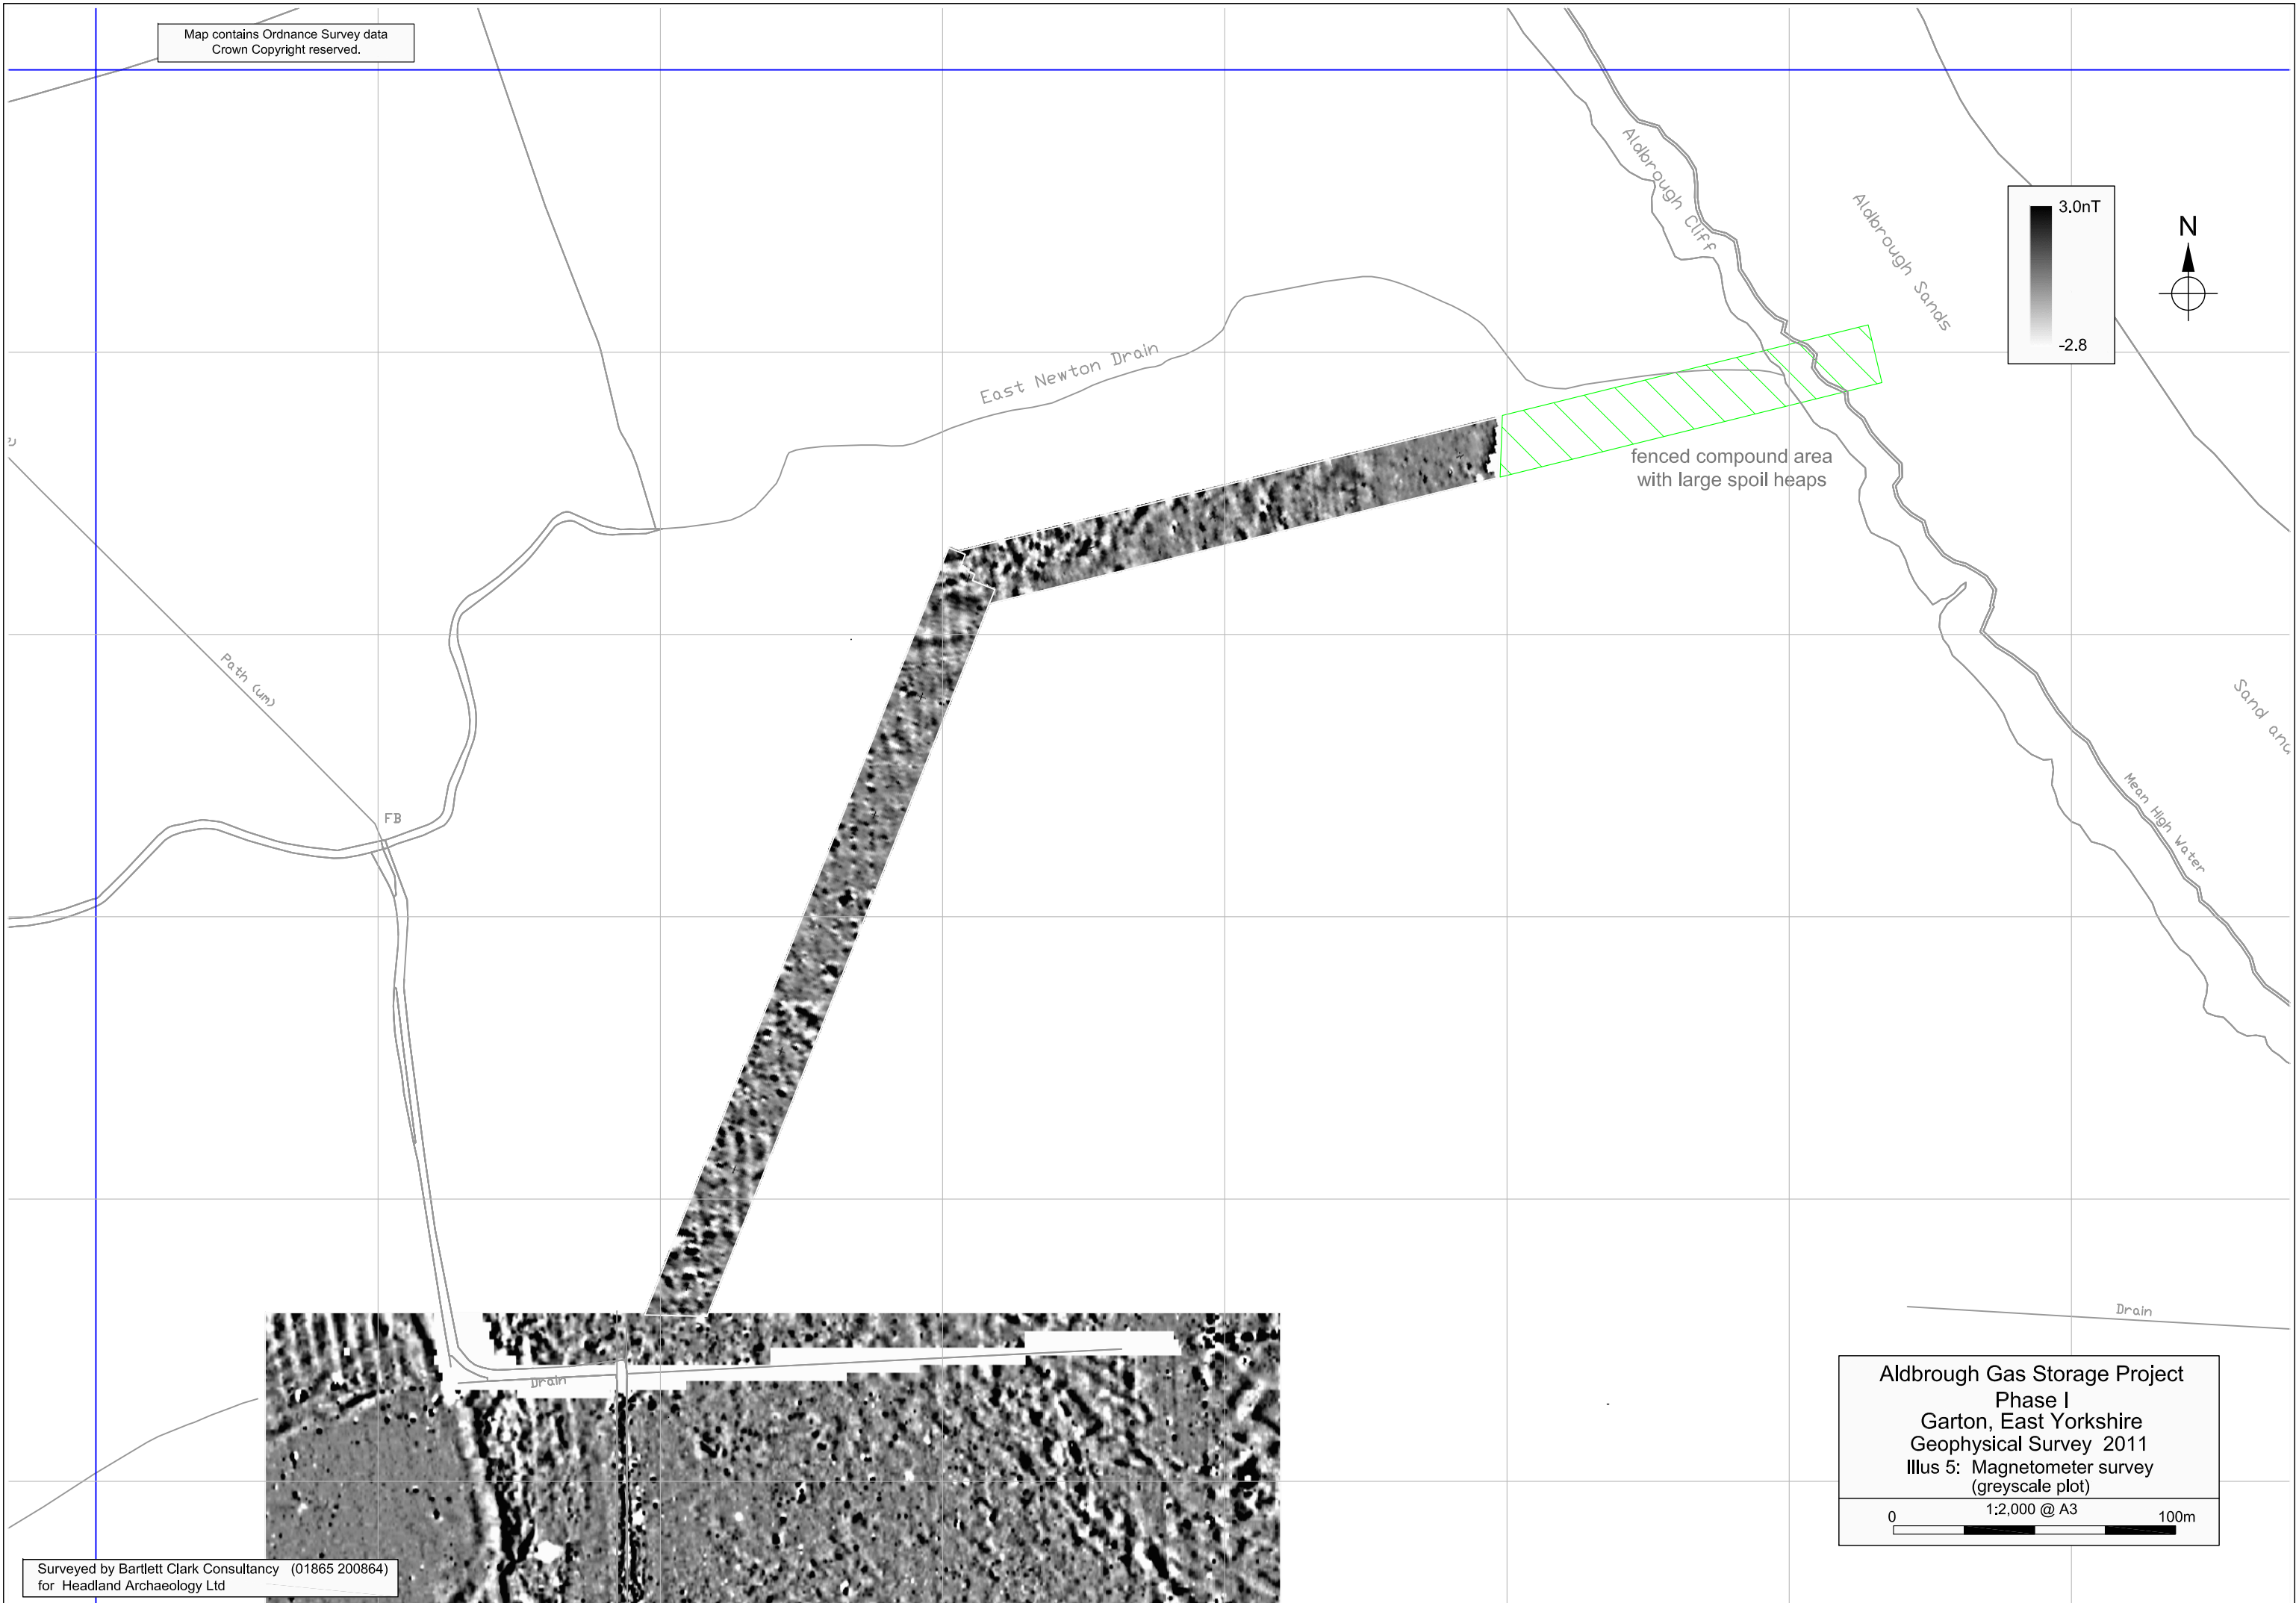 Map contains Ordnance Survey data
Crown Copyright reserved.
Aldbrough Cliff
Aldbrough Sands
3.0nT
-2.8
N
East Newton Drain
fenced compound area
with large spoil heaps
Path (um)
FB
Sand and
Mean High Water
Drain
Drain
Aldbrough Gas Storage Project
Phase I
Garton, East Yorkshire
Geophysical Survey 2011
Illus 5: Magnetometer survey
(greyscale plot)
1:2,000 @ A3
0
100m
Surveyed by Bartlett Clark Consultancy (01865 200864)
for Headland Archaeology Ltd